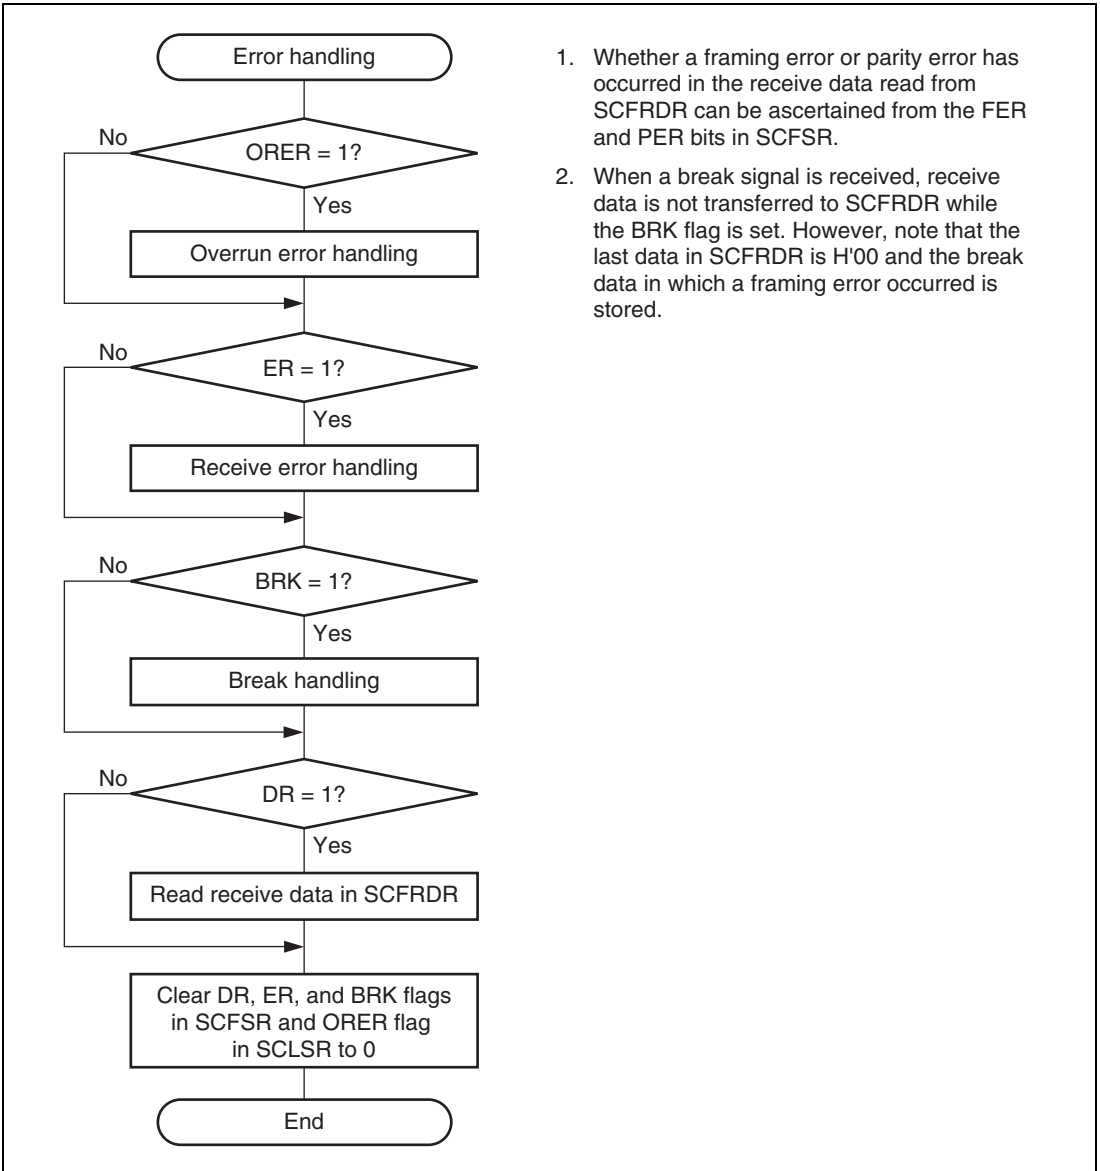 Error handling
No
ORER = 1?
Yes
Overrun error handling
No
ER = 1?
Yes
Receive error handling
No
BRK = 1?
Yes
Break handling
No
DR = 1?
Yes
Read receive data in SCFRDR
Clear DR, ER, and BRK flags
in SCFSR and ORER flag
in SCLSR to 0
End
1. Whether a framing error or parity error has
occurred in the receive data read from
SCFRDR can be ascertained from the FER
and PER bits in SCFSR.
2. When a break signal is received, receive
data is not transferred to SCFRDR while
the BRK flag is set. However, note that the
last data in SCFRDR is H'00 and the break
data in which a framing error occurred is
stored.